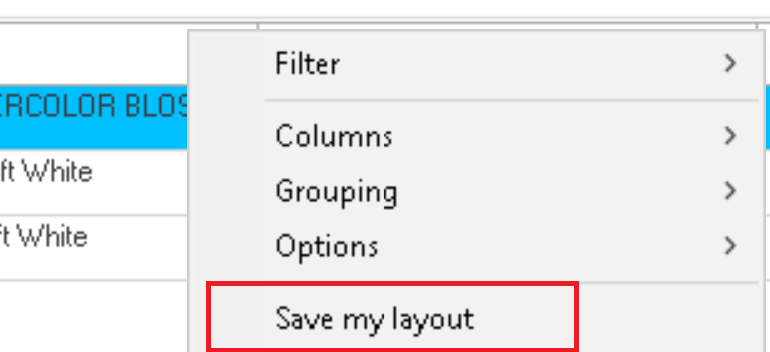 Filter
ERCOLOR BLOS
Columns
ft White
Grouping
ft White
Options
Save my layout